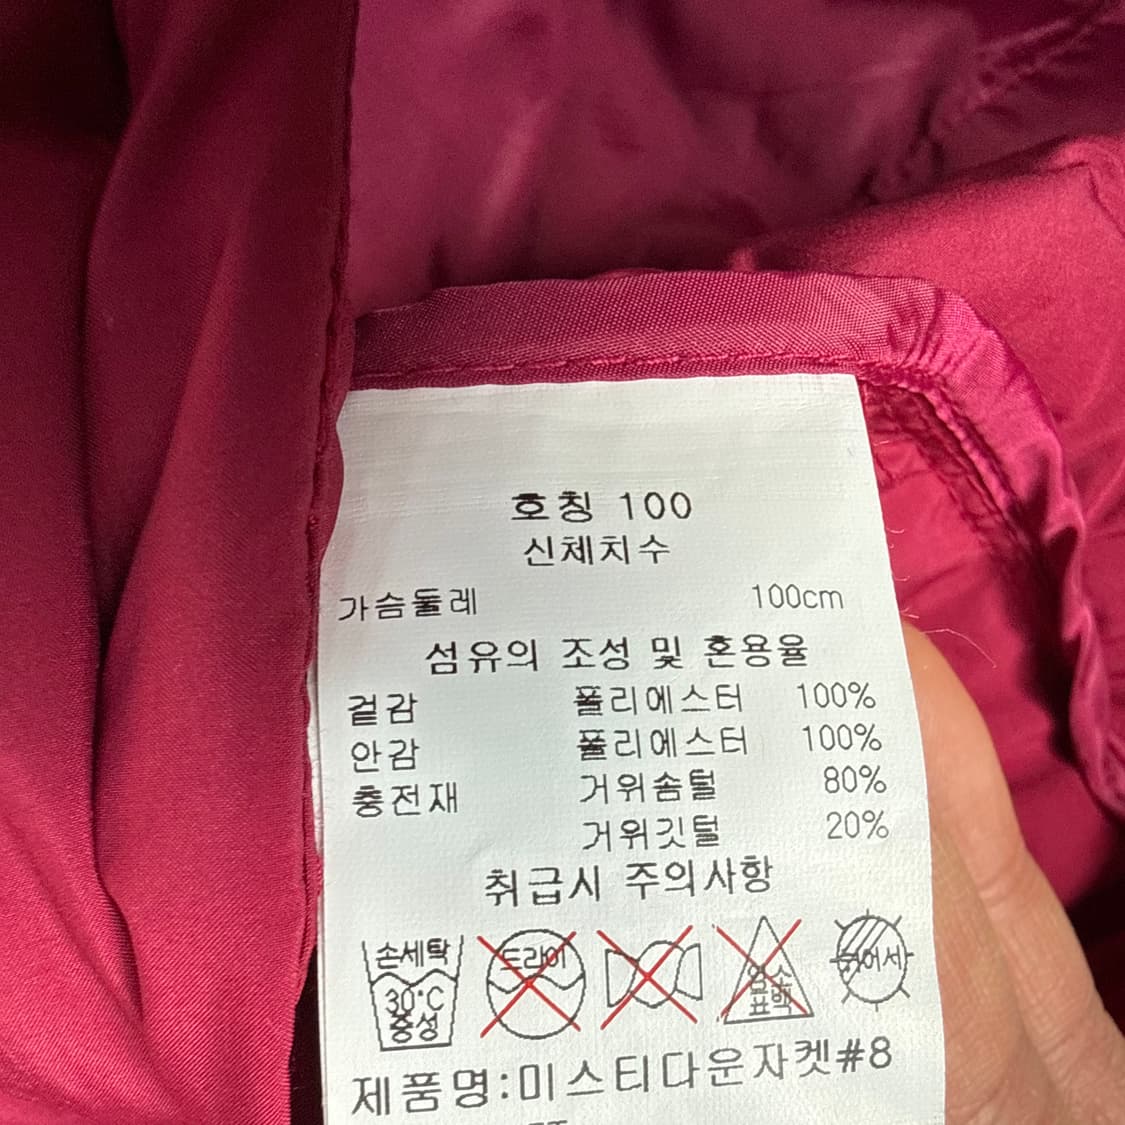 호칭 100
신체치수
가슴둘레 100cm
섬유의 조성 및 혼용율
겉감 폴리에스터 100%
안감 폴리에스터 100%
충전재 거위솜털 80%
거위깃털 20%
취급시 주의사항
손세탁 30°C 중성
드라이
염소 표백
뉘어서
제품명:미스티다운자켓#8